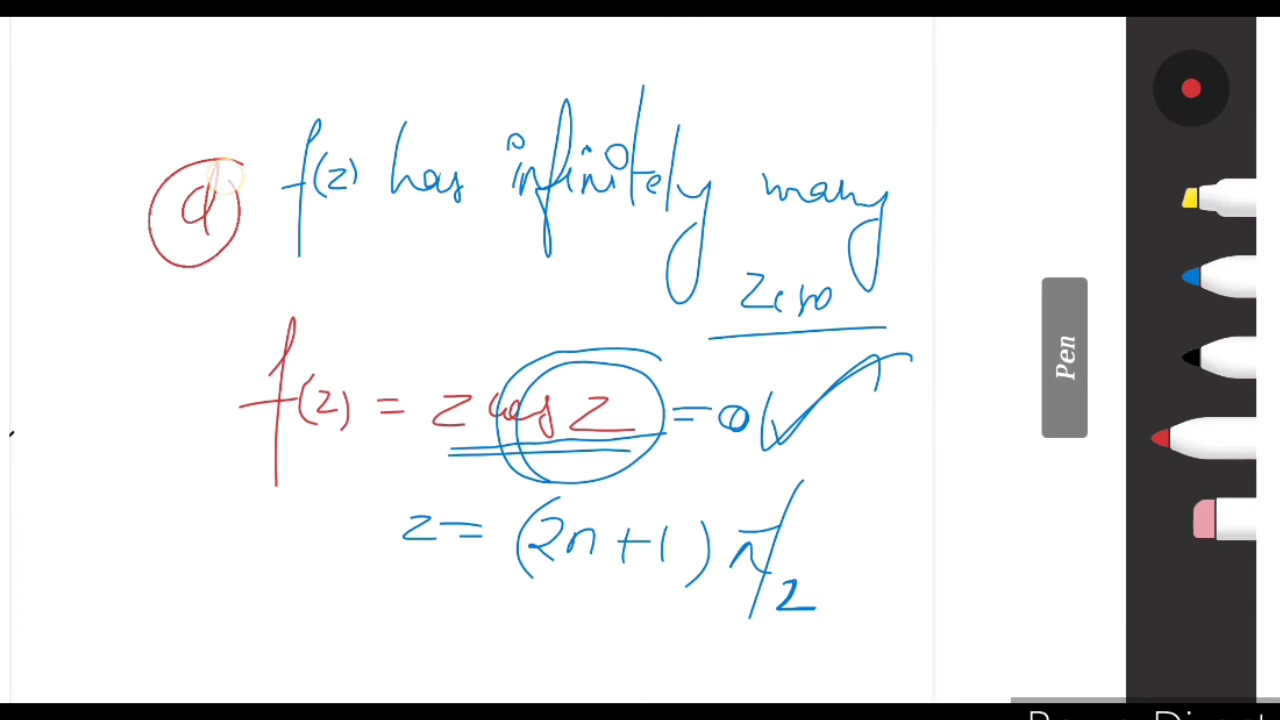 d f(z) has infinitely many
zero
f(z) = z cos z = 0
z = (2n+1) π/2
Pen